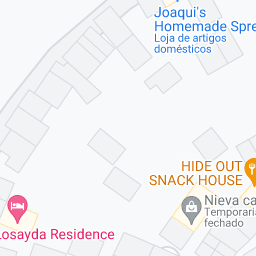 Joaqui's
Homemade Spre
Loja de artigos
domésticos
HIDE OUT
SNACK HOUSE
Nieva ca
Temporari
fechado
Losayda Residence